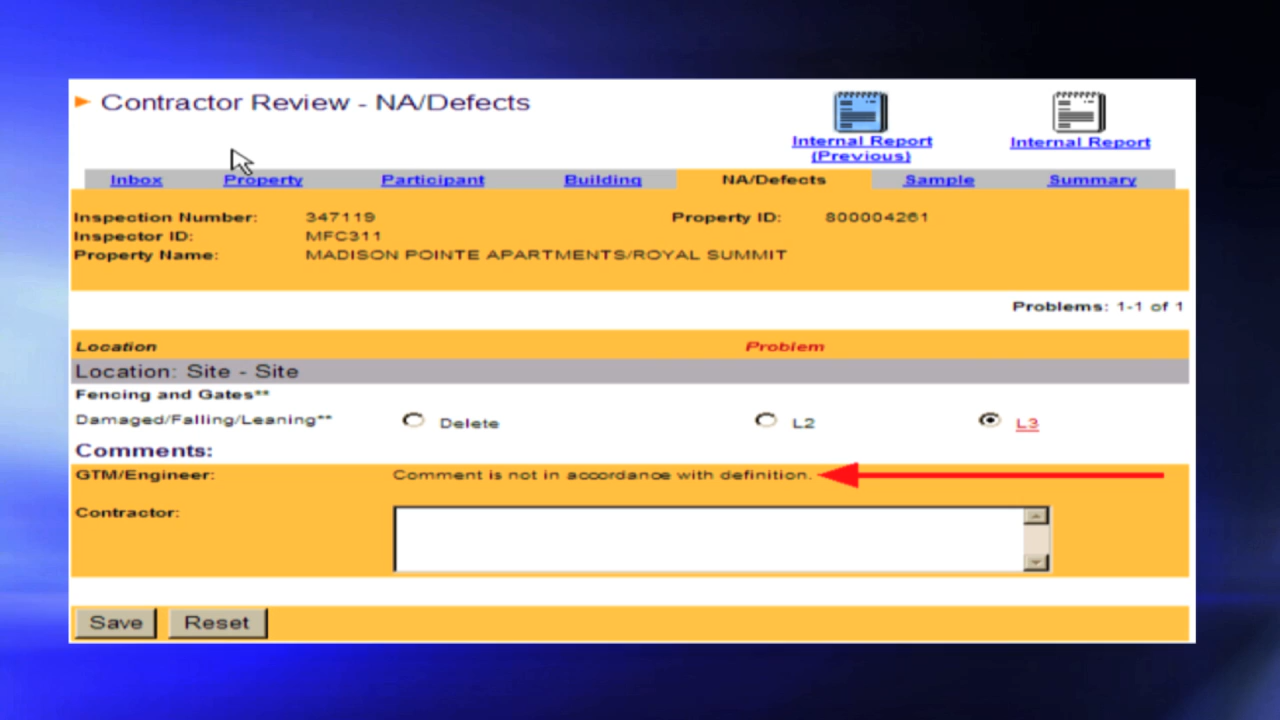 Contractor Review - NA/Defects
Internal Report
(Previous)
Internal Report
Inbox Property Participant Building NA/Defects Sample Summary
Inspection Number: 347119 Property ID: 800004261
Inspector ID: MFC311
Property Name: MADISON POINTE APARTMENTS/ROYAL SUMMIT
Problems: 1-1 of 1
Location Problem
Location: Site - Site
Fencing and Gates**
Damaged/Falling/Leaning** Delete L2 L3
Comments:
GTM/Engineer: Comment is not in accordance with definition.
Contractor:
Save Reset